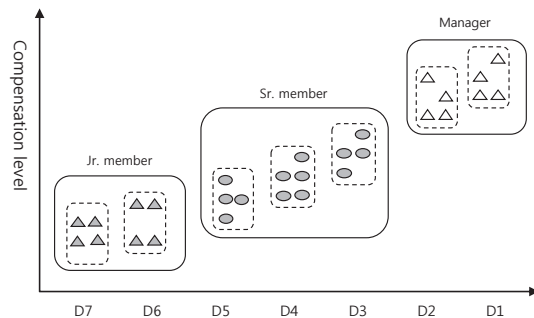 Manager
Sr. member
Jr. member
Compensation level
D7 D6 D5 D4 D3 D2 D1